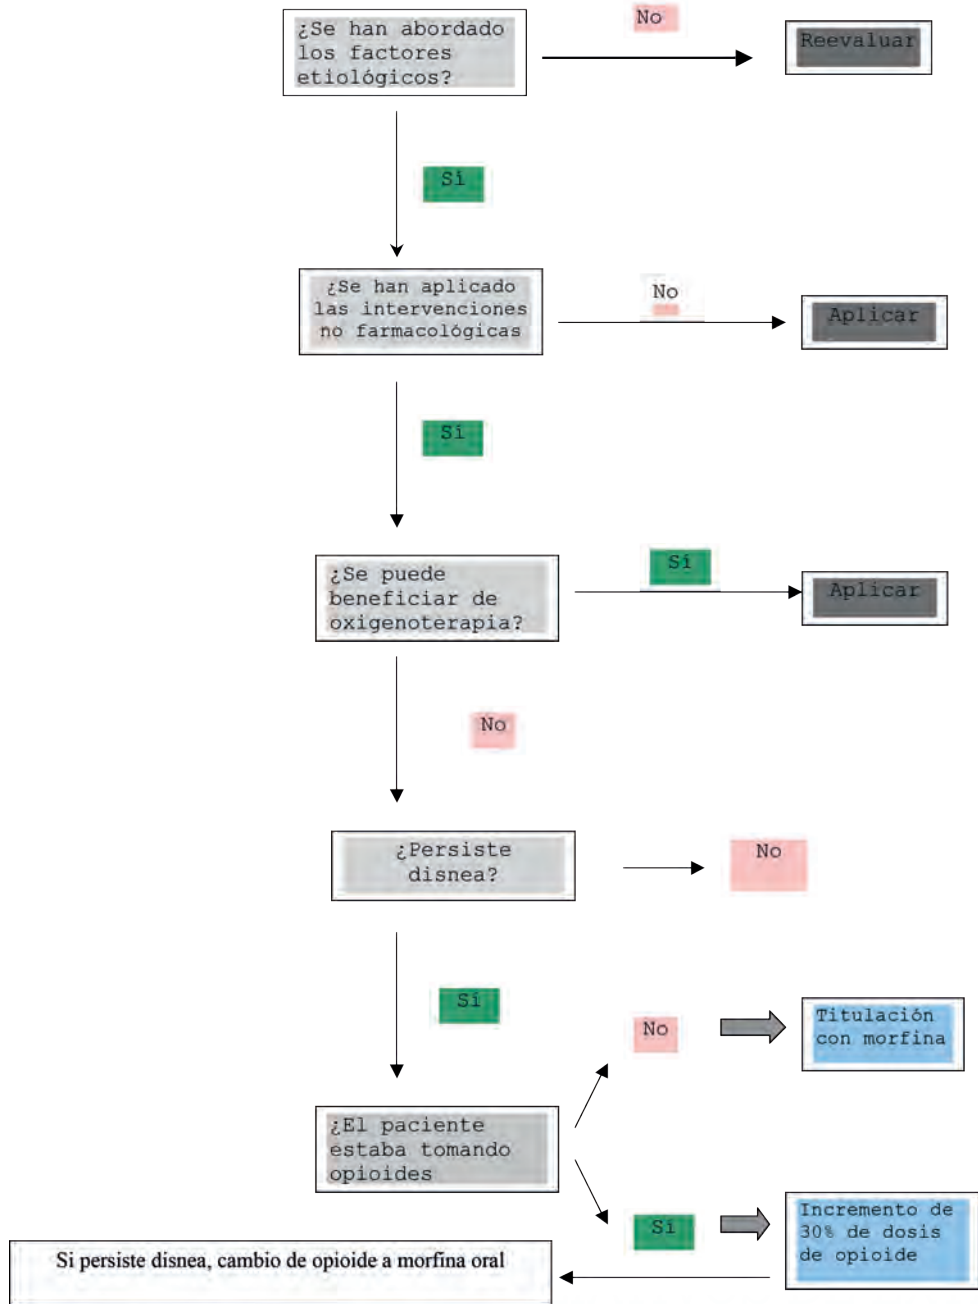 ¿Se han abordado
los factores
etiológicos?
No
Reevaluar
Sí
¿Se han aplicado
las intervenciones
no farmacológicas
No
Aplicar
Sí
¿Se puede
beneficiar de
oxigenoterapia?
Sí
Aplicar
No
¿Persiste
disnea?
No
Sí
¿El paciente
estaba tomando
opioides
No
Titulación
con morfina
Sí
Incremento de
30% de dosis
de opioide
Si persiste disnea, cambio de opioide a morfina oral